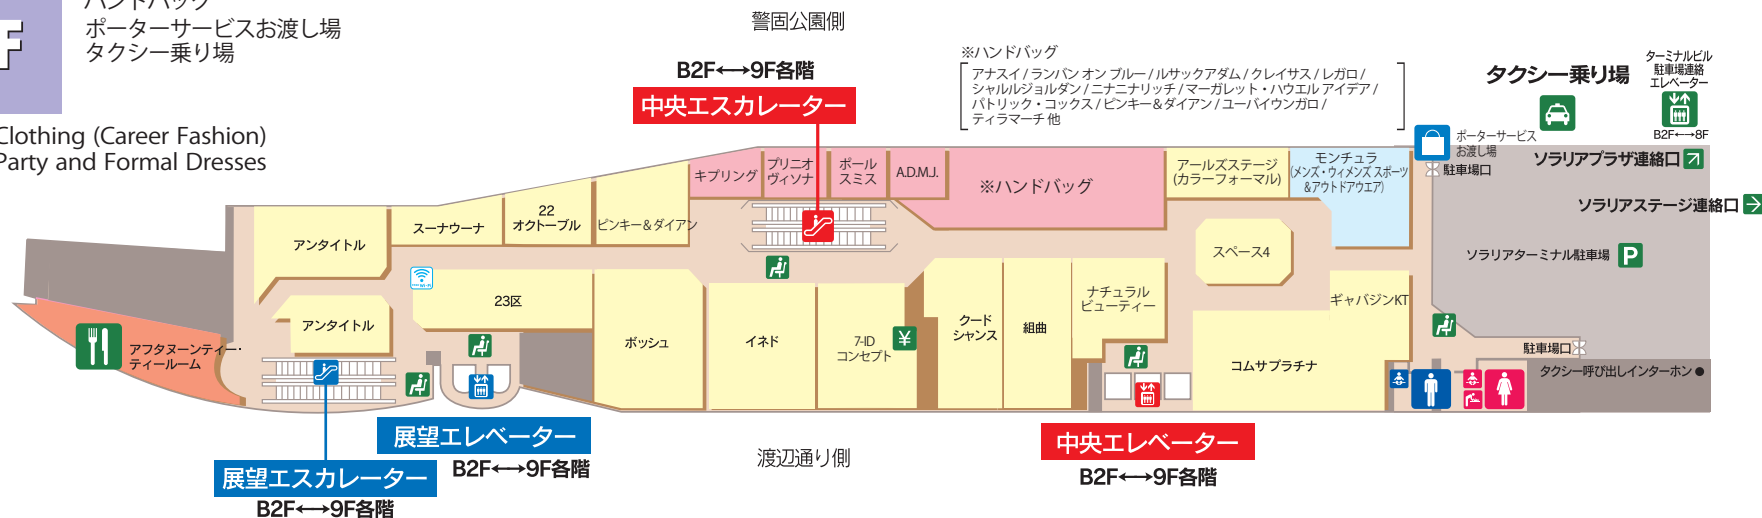 F
ハンドバッグ
ポーターサービスお渡し場
タクシー乗り場
Clothing (Career Fashion)
Party and Formal Dresses
警固公園側
B2F⟷9F各階
中央エスカレーター
※ハンドバッグ
アナスイ / ランバン オン ブルー / ルサックアダム / クレイサス / レガロ /
シャルルジョルダン / ニナニナリッチ / マーガレット・ハウエル アイデア /
パトリック・コックス / ピンキー&ダイアン / ユーバイウンガロ /
ティラマーチ 他
タクシー乗り場
ターミナルビル
駐車場連絡
エレベーター
B2F⟷8F
ポーターサービス
お渡し場
駐車場口
ソラリアプラザ連絡口
ソラリアステージ連絡口
ソラリアターミナル駐車場
P
駐車場口
タクシー呼び出しインターホン
キプリング
プリニオ
ヴィソナ
ポール
スミス
A.D.M.J.
※ハンドバッグ
アールズステージ
(カラーフォーマル)
モンチュラ
(メンズ・ウィメンズ スポーツ
&アウトドアウエア)
アンタイトル
スーナウーナ
22
オクトーブル
ピンキー&ダイアン
スペース4
アンタイトル
23区
ボッシュ
イネド
7-ID
コンセプト
¥
クード
シャンス
組曲
ナチュラル
ビューティー
ギャバジンKT
コムサプラチナ
アフタヌーンティー・
ティールーム
展望エレベーター
B2F⟷9F各階
展望エスカレーター
B2F⟷9F各階
渡辺通り側
中央エレベーター
B2F⟷9F各階